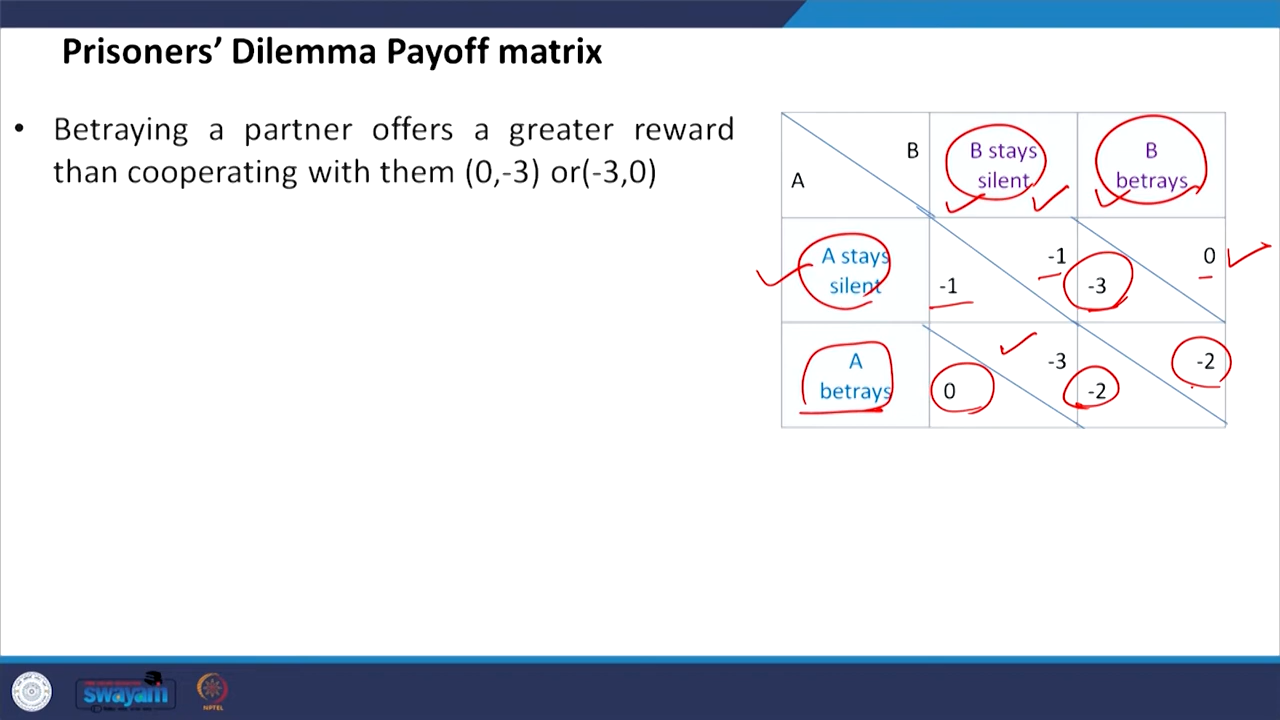 Prisoners' Dilemma Payoff matrix
• Betraying a partner offers a greater reward
than cooperating with them (0,-3) or(-3,0)
B
A
B stays
silent
B
betrays
A stays
silent
-1
-1
0
-3
A
betrays
-3
0
-2
-2
swayam
NPTEL